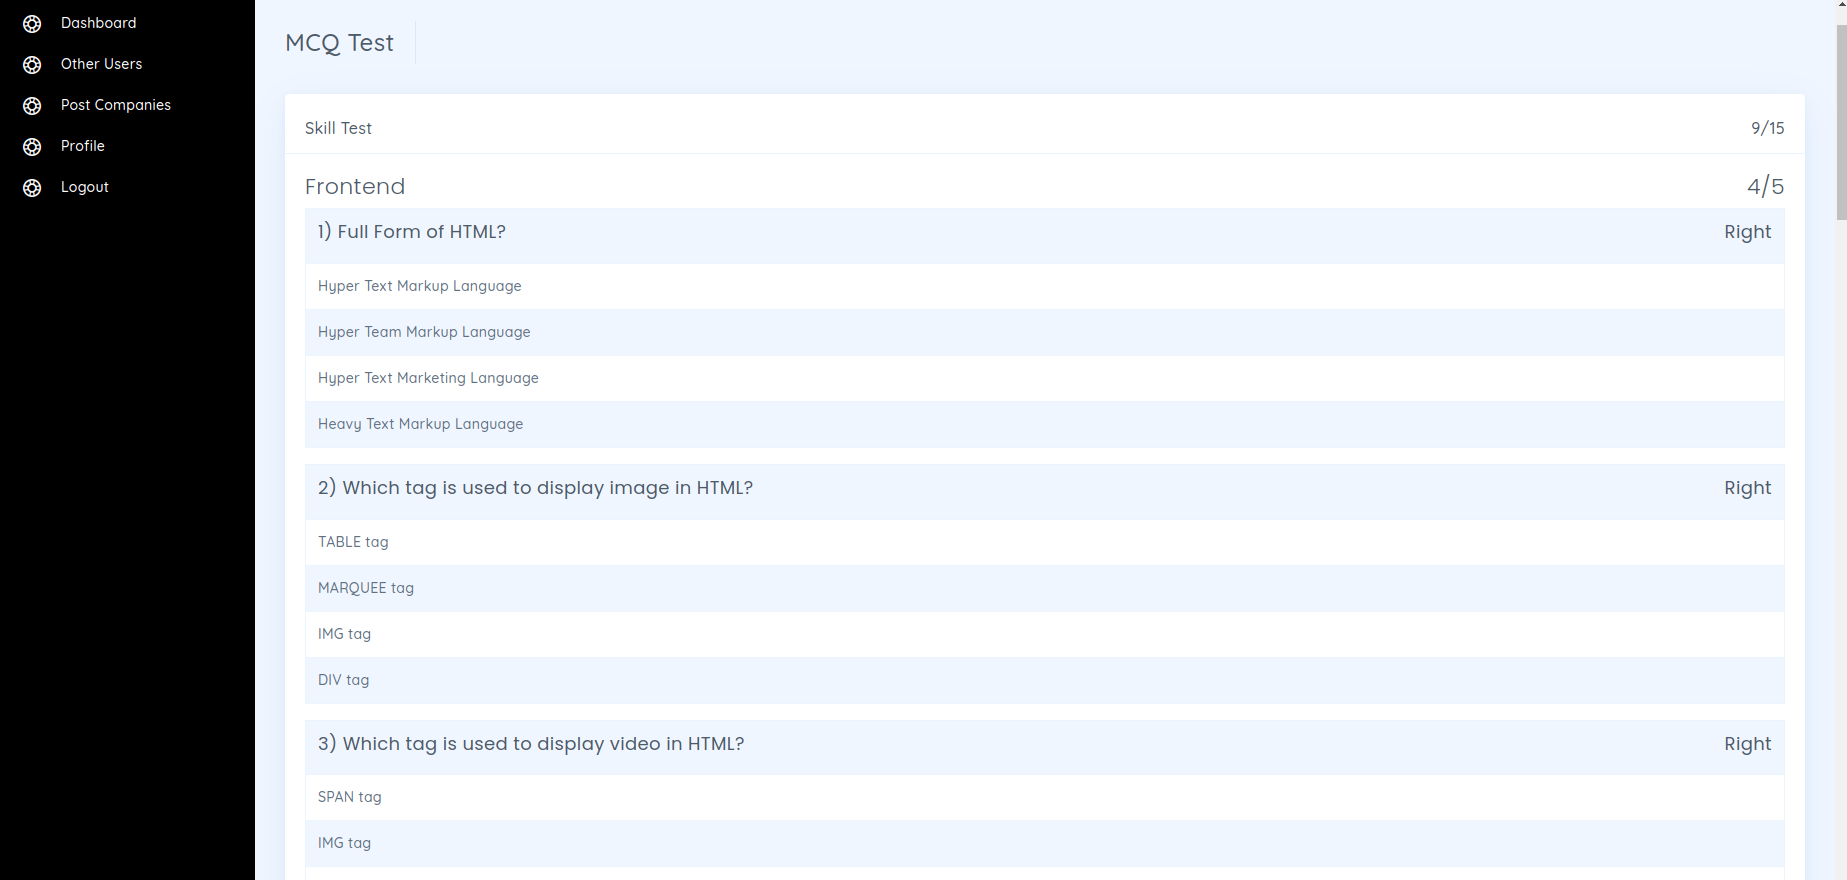 Dashboard
Other Users
Post Companies
Profile
Logout
MCQ Test
Skill Test 9/15
Frontend 4/5
1) Full Form of HTML? Right
Hyper Text Markup Language
Hyper Team Markup Language
Hyper Text Marketing Language
Heavy Text Markup Language
2) Which tag is used to display image in HTML? Right
TABLE tag
MARQUEE tag
IMG tag
DIV tag
3) Which tag is used to display video in HTML? Right
SPAN tag
IMG tag